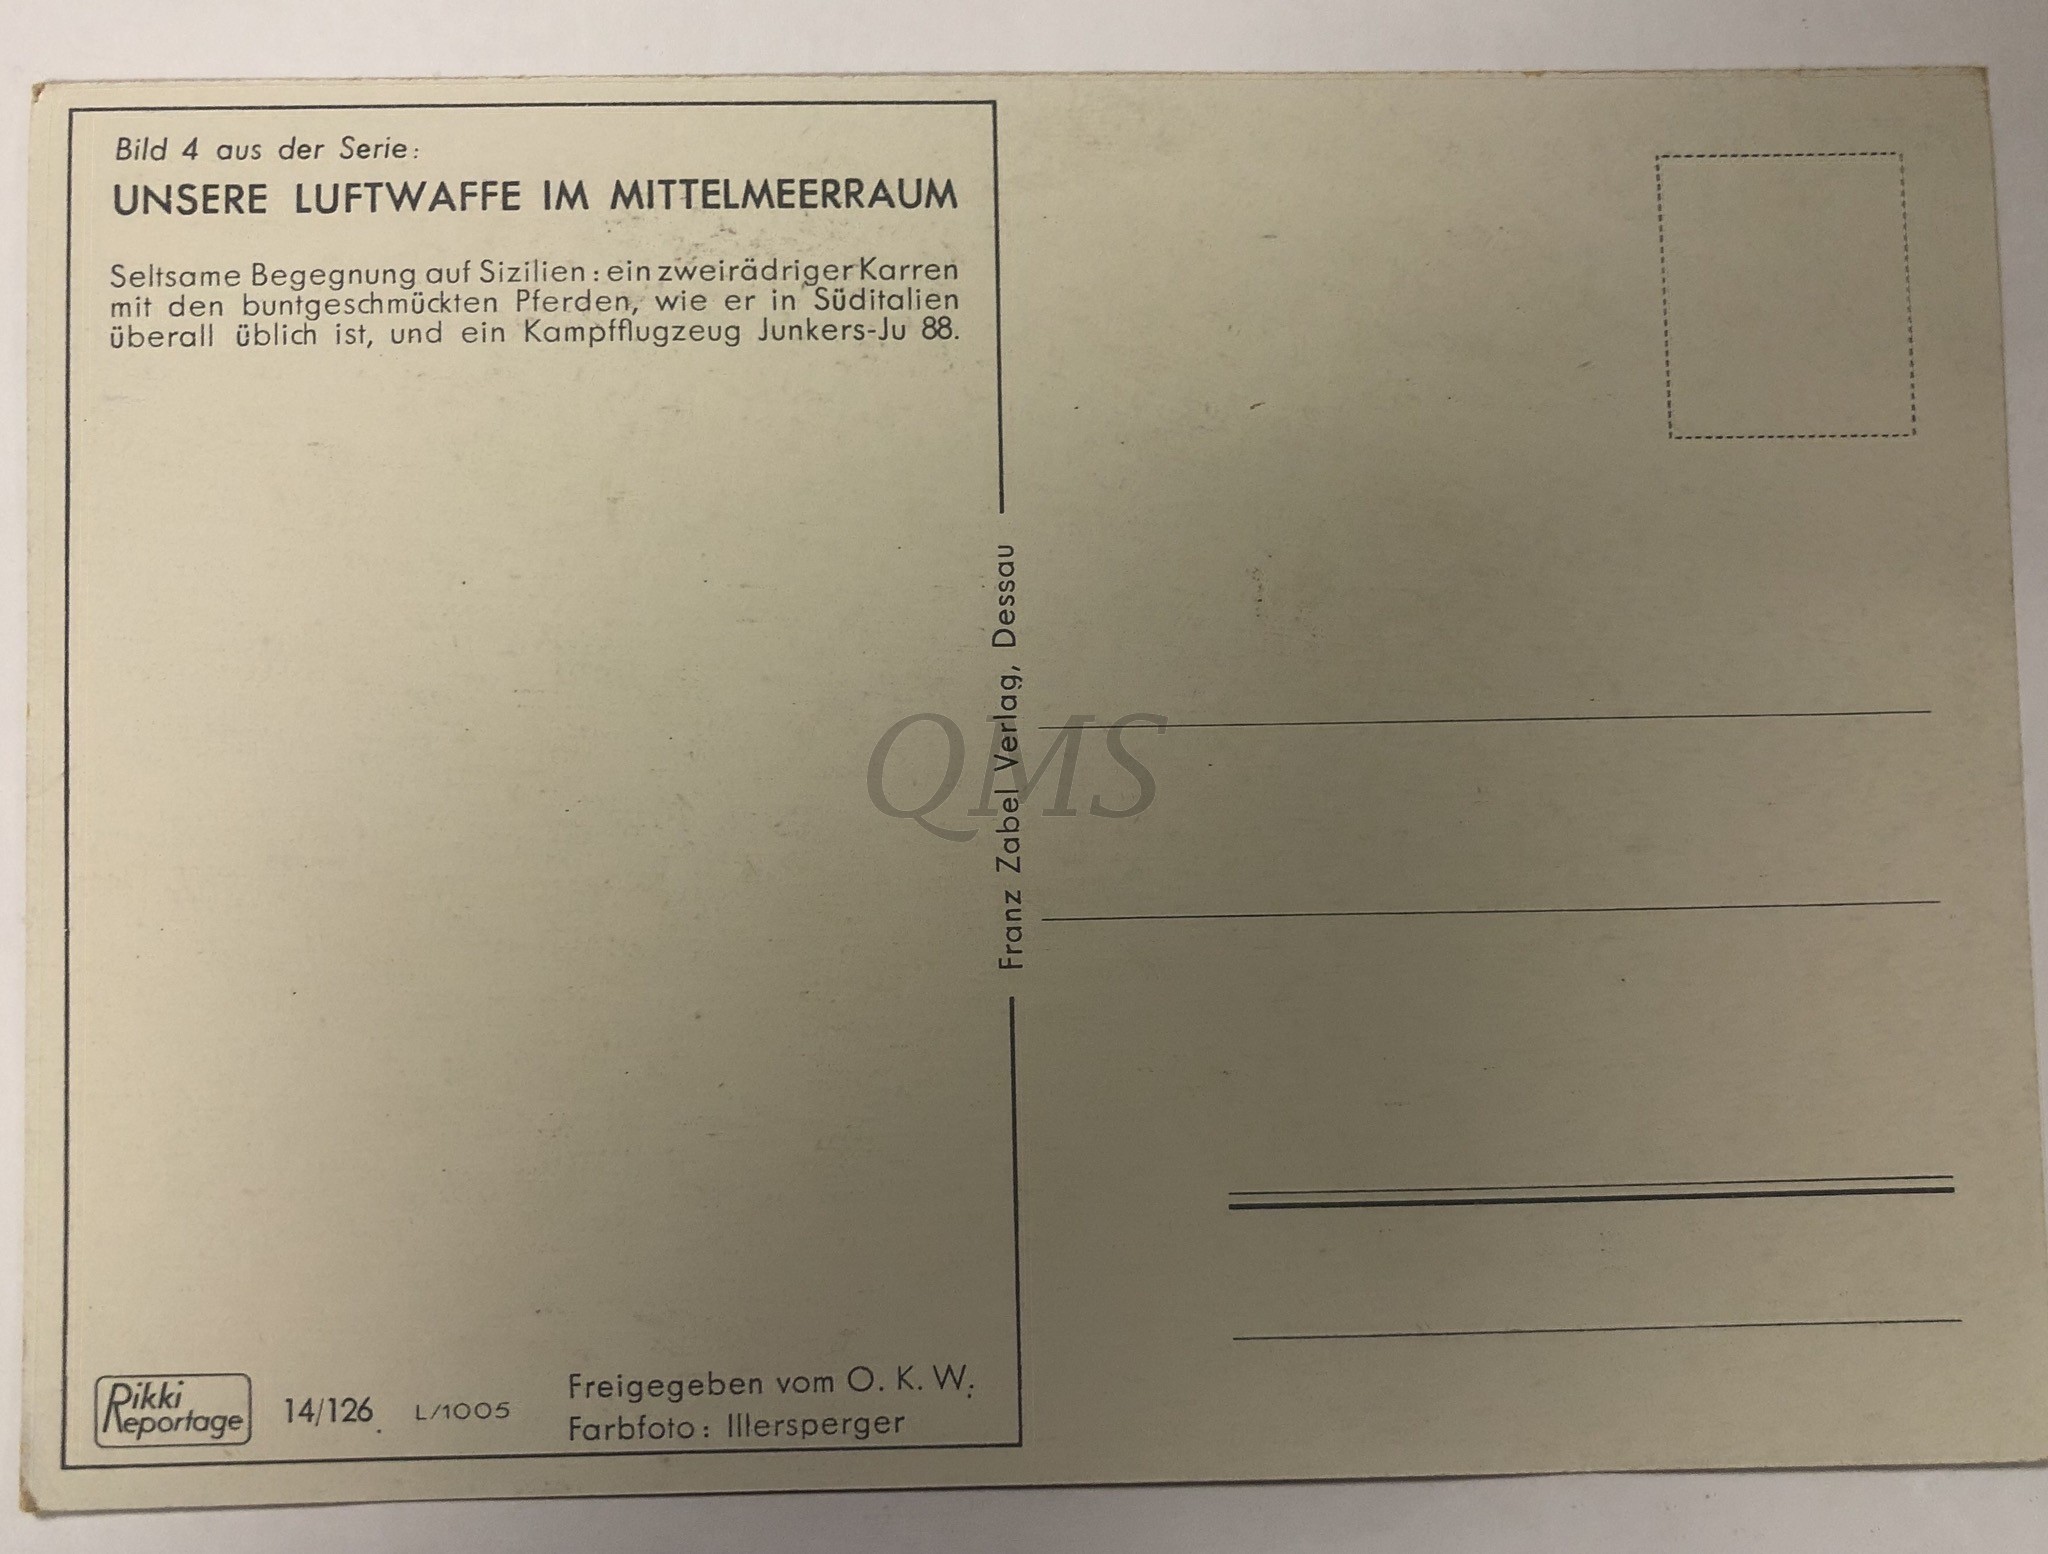 Bild 4 aus der Serie:
UNSERE LUFTWAFFE IM MITTELMEERRAUM
Seltsame Begegnung auf Sizilien: ein zweirädriger Karren
mit den buntgeschmückten Pferden, wie er in Süditalien
überall üblich ist, und ein Kampfflugzeug Junkers-Ju 88.
Franz Zabel Verlag, Dessau
QMS
Rikki
Reportage
14/126 L/1005
Freigegeben vom O. K. W.
Farbfoto: Illersperger